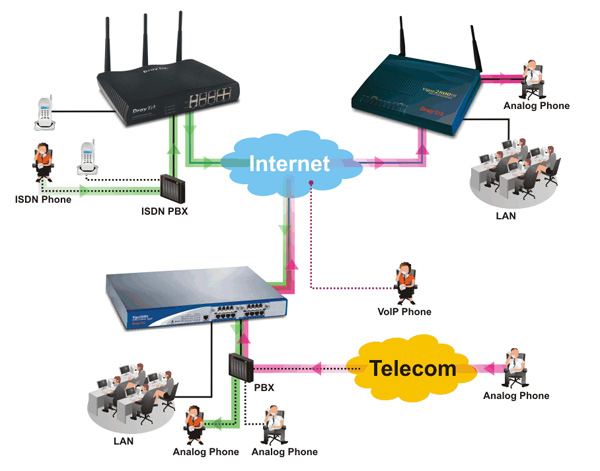 DrayTek
Analog Phone
Internet
ISDN Phone
ISDN PBX
LAN
VoIP Phone
Telecom
PBX
Analog Phone
LAN
Analog Phone
Analog Phone